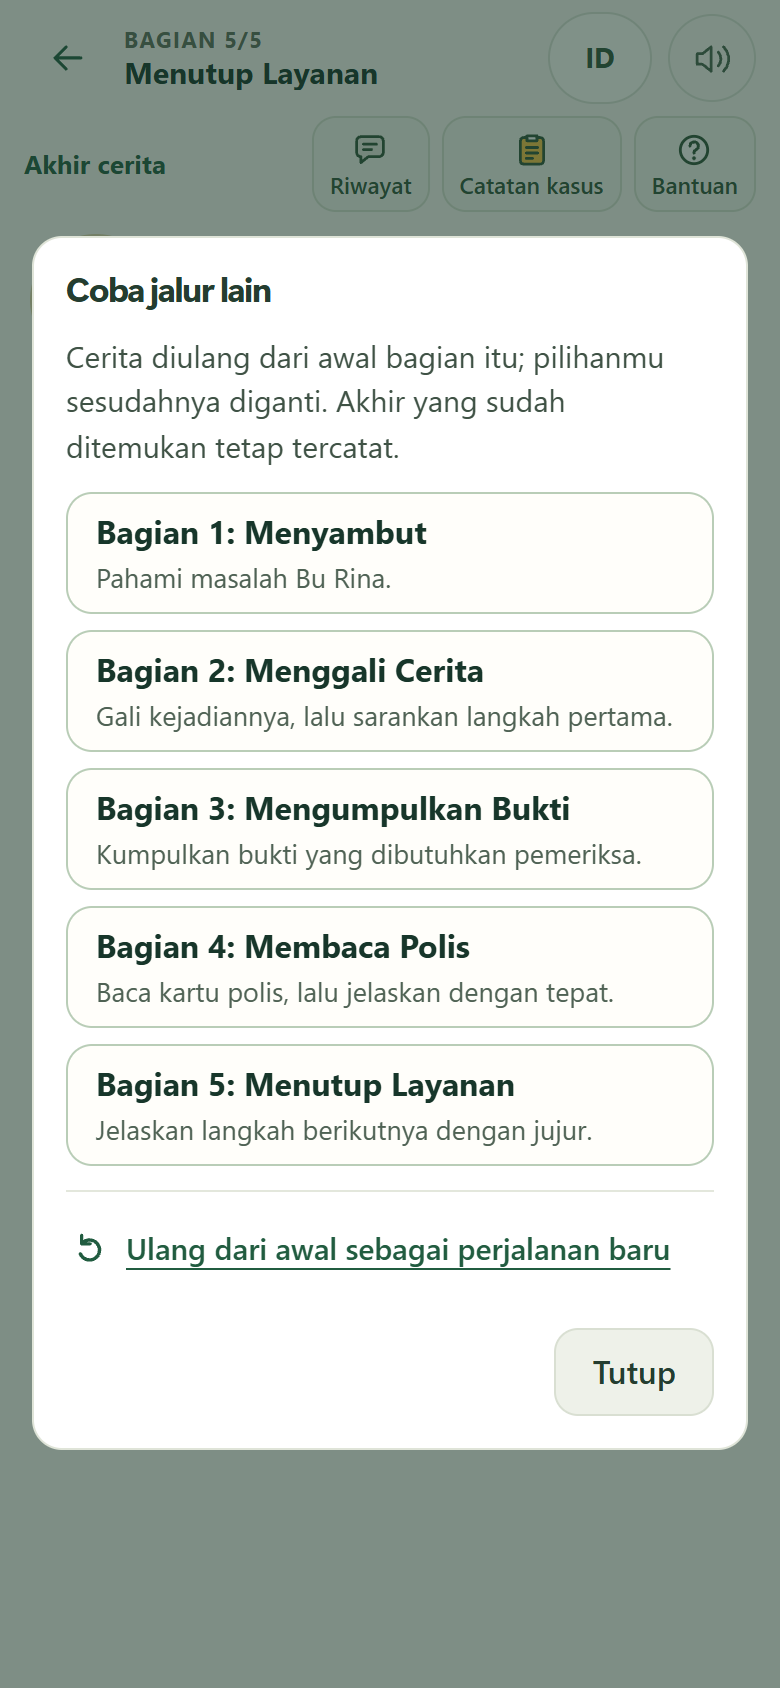 BAGIAN 5/5
Menutup Layanan
ID
Akhir cerita
Riwayat
Catatan kasus
Bantuan
Coba jalur lain
Cerita diulang dari awal bagian itu; pilihanmu
sesudahnya diganti. Akhir yang sudah
ditemukan tetap tercatat.
Bagian 1: Menyambut
Pahami masalah Bu Rina.
Bagian 2: Menggali Cerita
Gali kejadiannya, lalu sarankan langkah pertama.
Bagian 3: Mengumpulkan Bukti
Kumpulkan bukti yang dibutuhkan pemeriksa.
Bagian 4: Membaca Polis
Baca kartu polis, lalu jelaskan dengan tepat.
Bagian 5: Menutup Layanan
Jelaskan langkah berikutnya dengan jujur.
Ulang dari awal sebagai perjalanan baru
Tutup